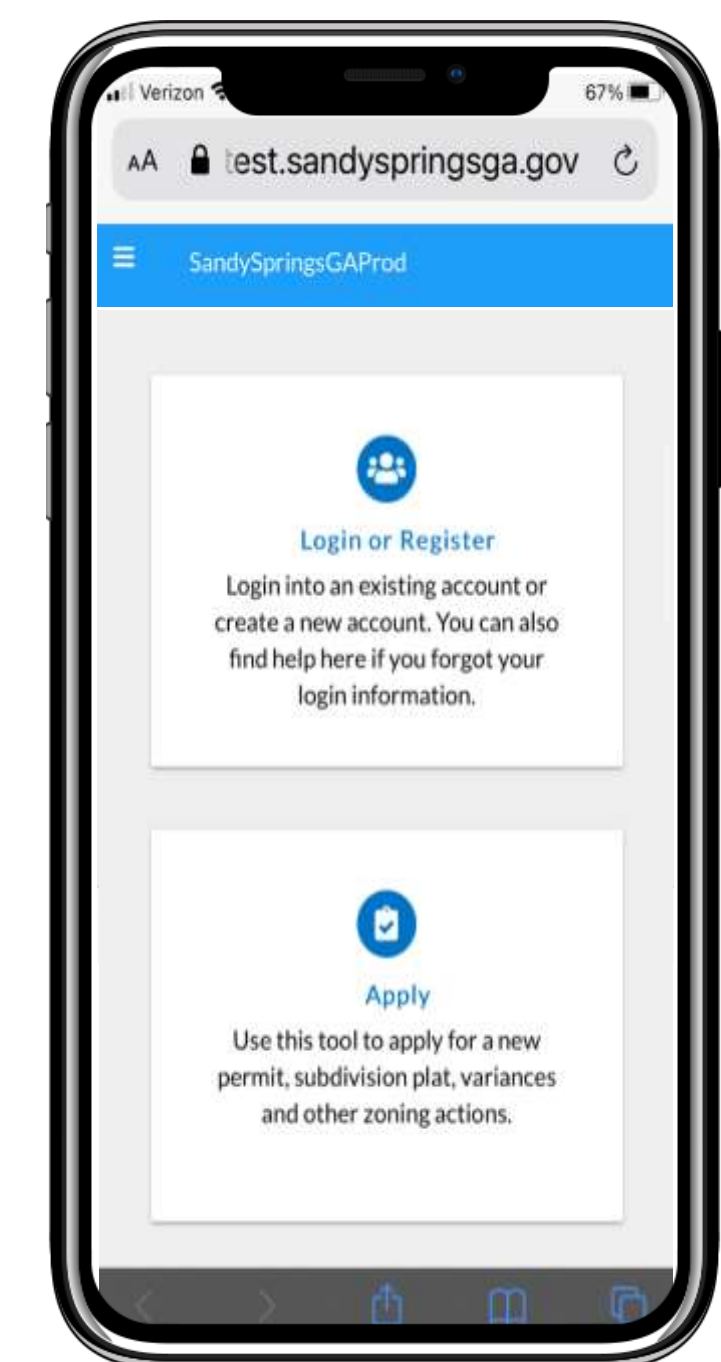 Verizon
67%
AA test.sandyspringsga.gov
SandySpringsGAProd
Login or Register
Login into an existing account or
create a new account. You can also
find help here if you forgot your
login information.
Apply
Use this tool to apply for a new
permit, subdivision plat, variances
and other zoning actions.